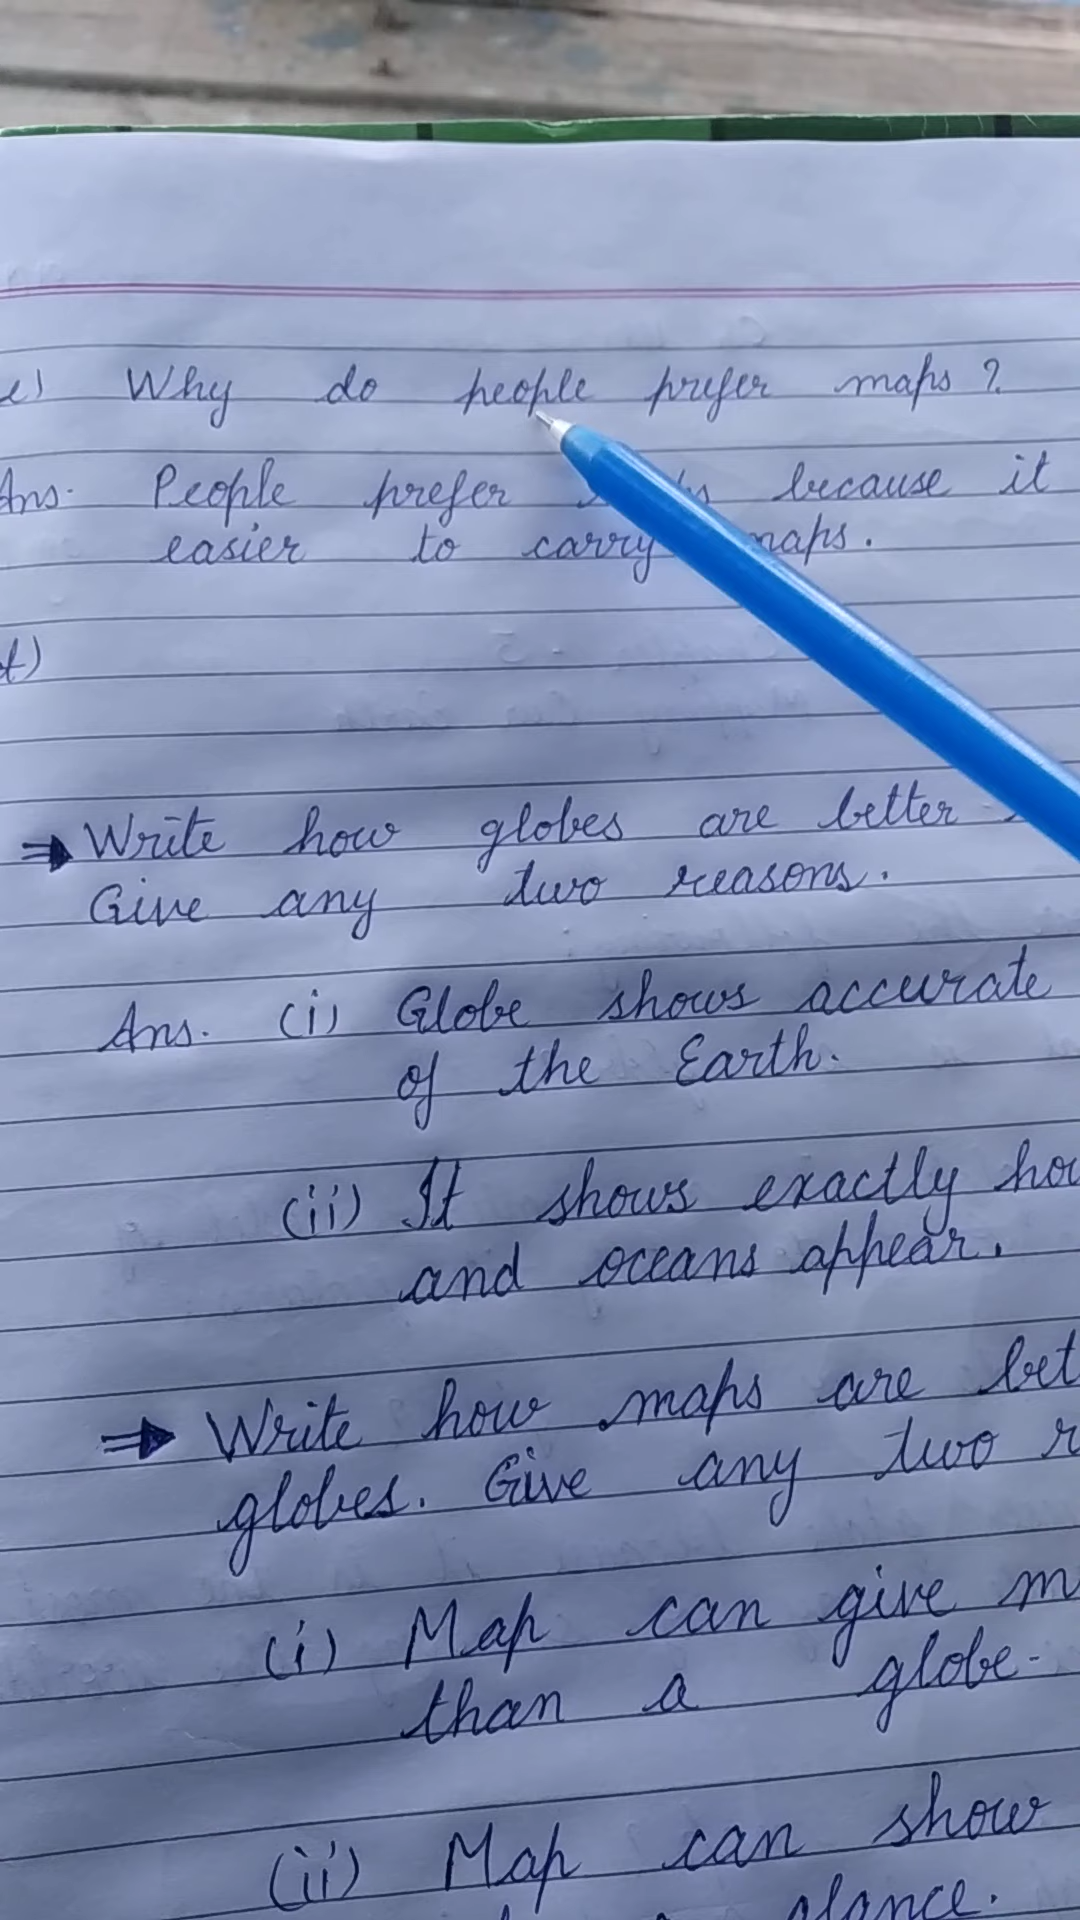 e) Why do people prefer maps?
Ans. People prefer because it
easier to carry maps.
f)
⇒ Write how globes are better
Give any two reasons.
Ans. (i) Globe shows accurate
of the Earth.
(ii) It shows exactly
and oceans appear.
⇒ Write how maps are
globes. Give any two
(i) Map can give
than a globe.
(ii) Map can show
glance.